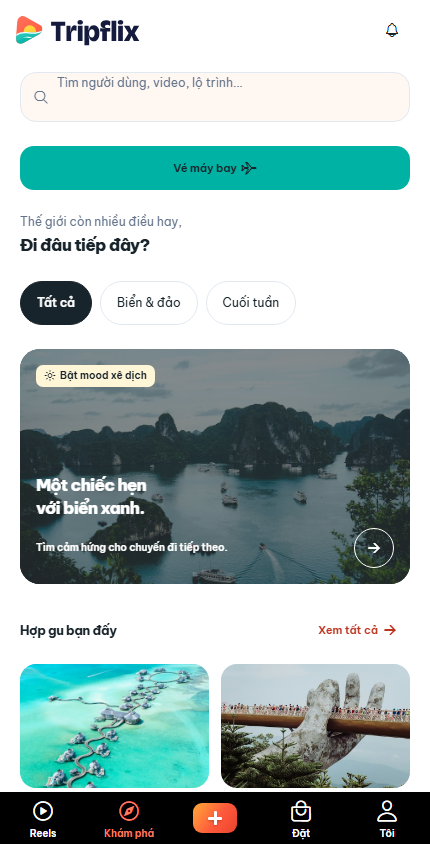 Tripflix
Tìm người dùng, video, lộ trình...
Vé máy bay
Thế giới còn nhiều điều hay,
Đi đâu tiếp đây?
Tất cả
Biển & đảo
Cuối tuần
Bật mood xê dịch
Một chiếc hẹn
với biển xanh.
Tìm cảm hứng cho chuyến đi tiếp theo.
Hợp gu bạn đấy
Xem tất cả
Reels
Khám phá
Đặt
Tôi